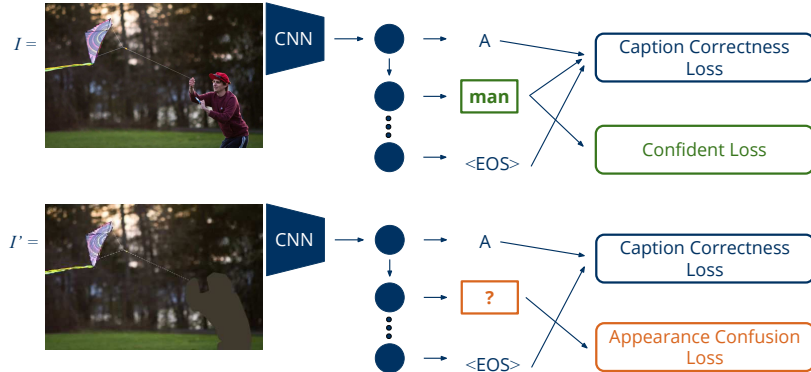 I =
CNN
A
man
<EOS>
Caption Correctness
Loss
Confident Loss
I' =
CNN
A
?
<EOS>
Caption Correctness
Loss
Appearance Confusion
Loss